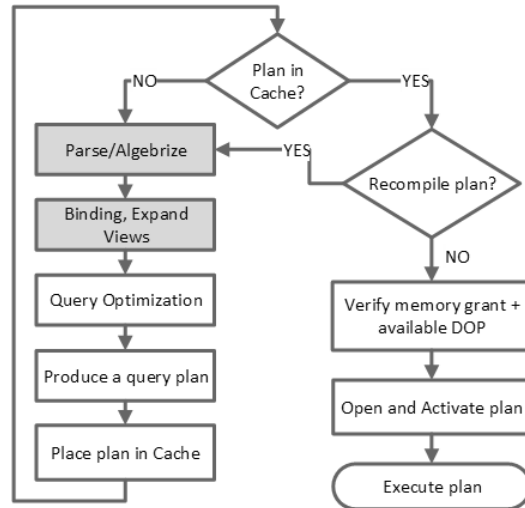 Plan in
Cache?
NO
YES
Parse/Algebrize
YES
Recompile plan?
Binding, Expand
Views
NO
Query Optimization
Verify memory grant +
available DOP
Produce a query plan
Open and Activate plan
Place plan in Cache
Execute plan